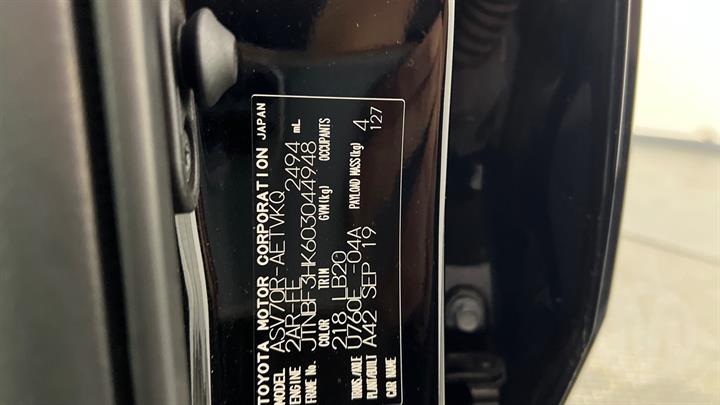 TOYOTA MOTOR CORPORATION JAPAN
MODEL ASV70R-AETVKQ
ENGINE 2AR-FE 2494 mL
FRAME No. JTNBF3HK603044948
COLOR TRIM GVM(kg) OCCUPANTS
218 LB20 4
TRANS./AXLE U760E -04A PAYLOAD MASS(kg) 127
PLANT/BUILT A42 SEP 19
CAR NAME